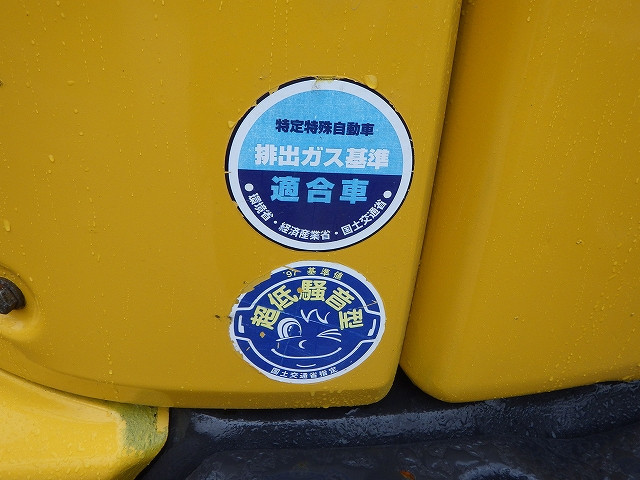 特定特殊自動車
排出ガス基準
適合車
環境省・経済産業省・国土交通省
'97 基準値
超低騒音型
国土交通省指定